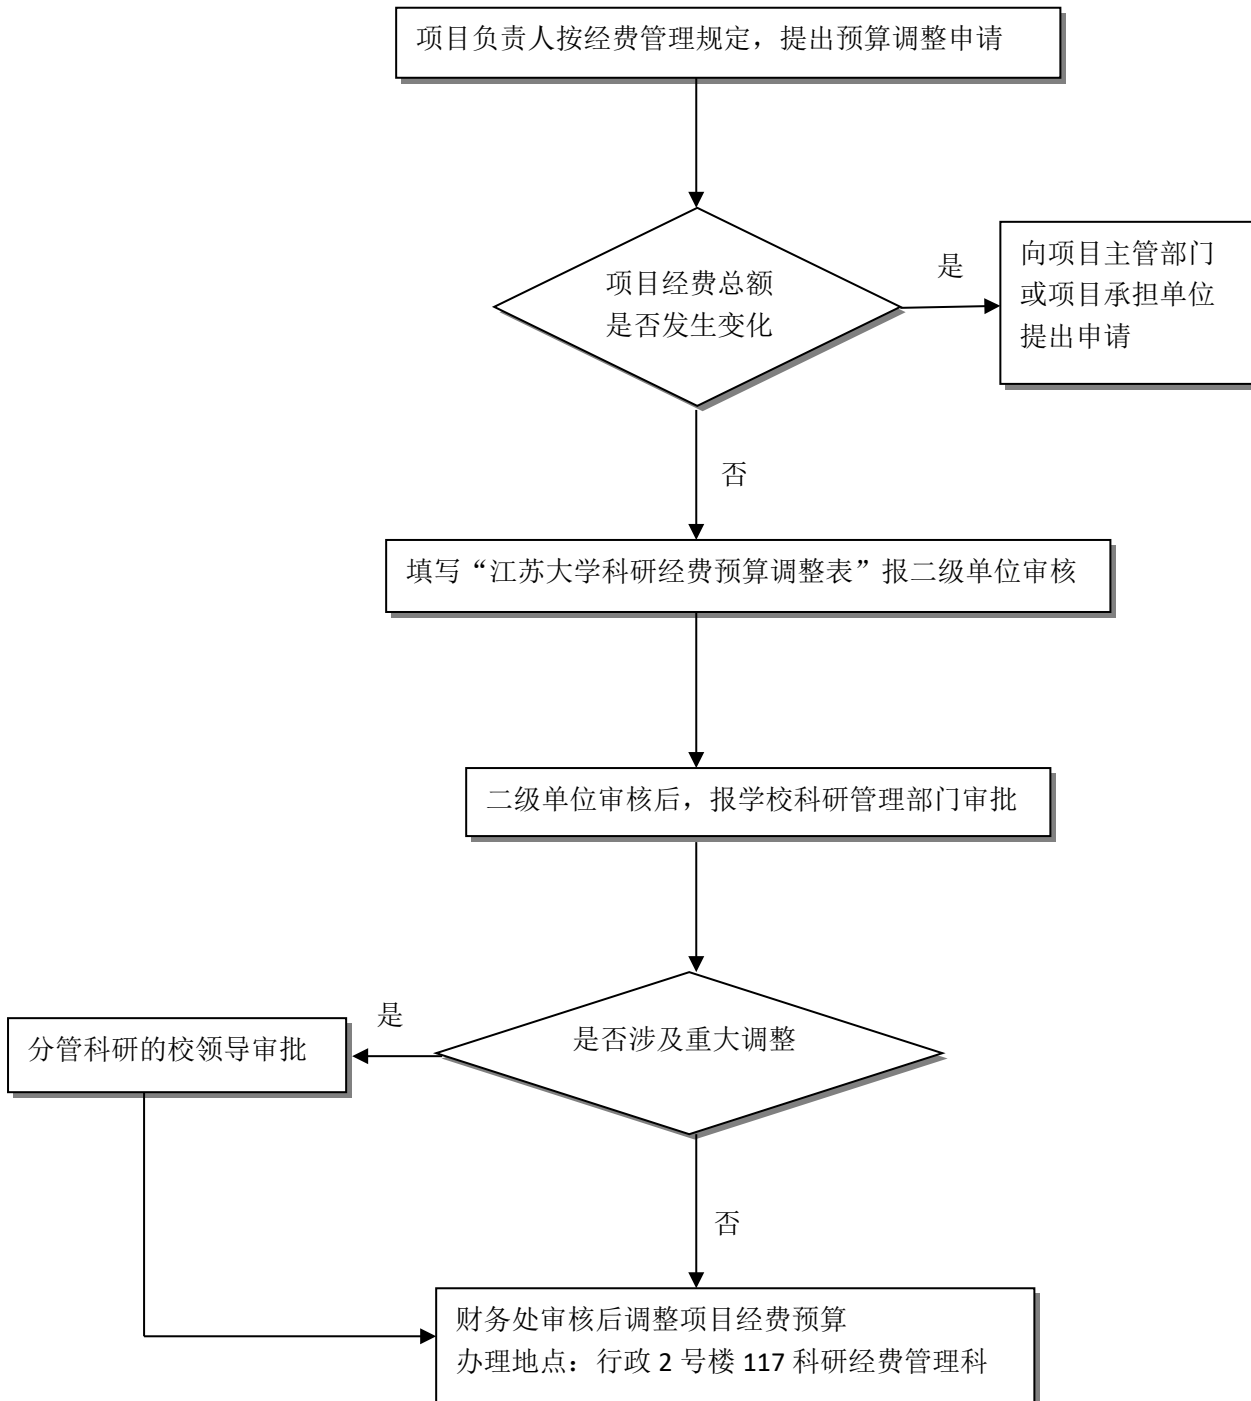 项目负责人按经费管理规定，提出预算调整申请
项目经费总额
是否发生变化
是
向项目主管部门
或项目承担单位
提出申请
否
填写“江苏大学科研经费预算调整表”报二级单位审核
二级单位审核后，报学校科研管理部门审批
是否涉及重大调整
是
分管科研的校领导审批
否
财务处审核后调整项目经费预算
办理地点：行政 2 号楼 117 科研经费管理科